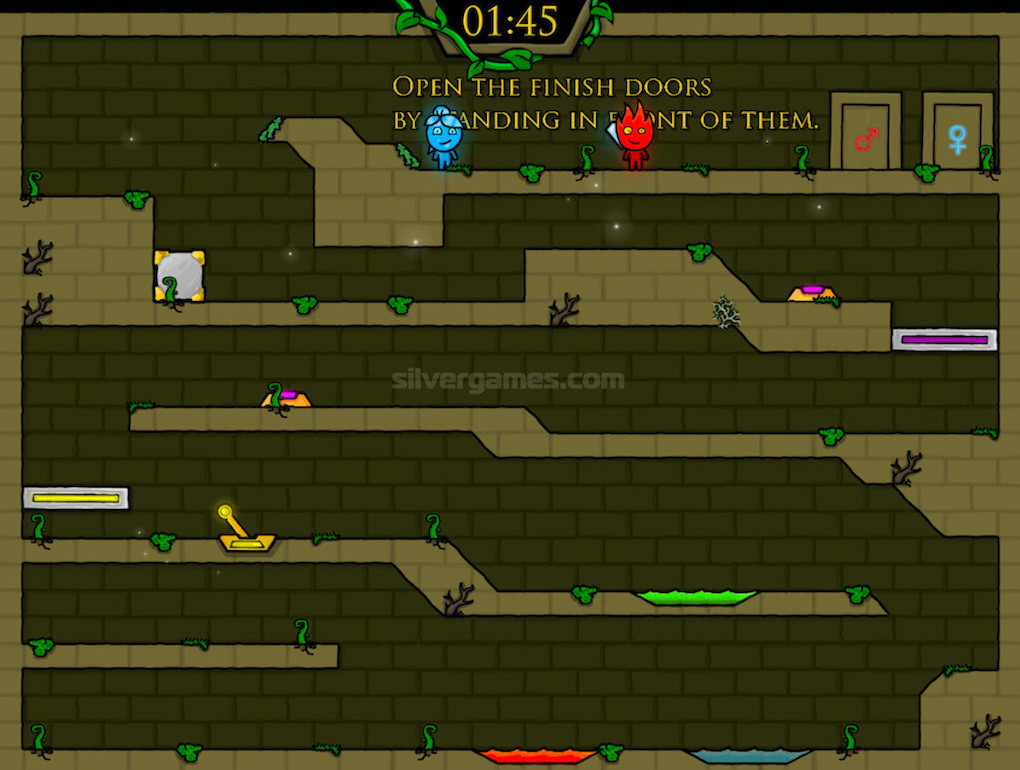 01:45
OPEN THE FINISH DOORS
BY STANDING IN FRONT OF THEM.
silvergames.com